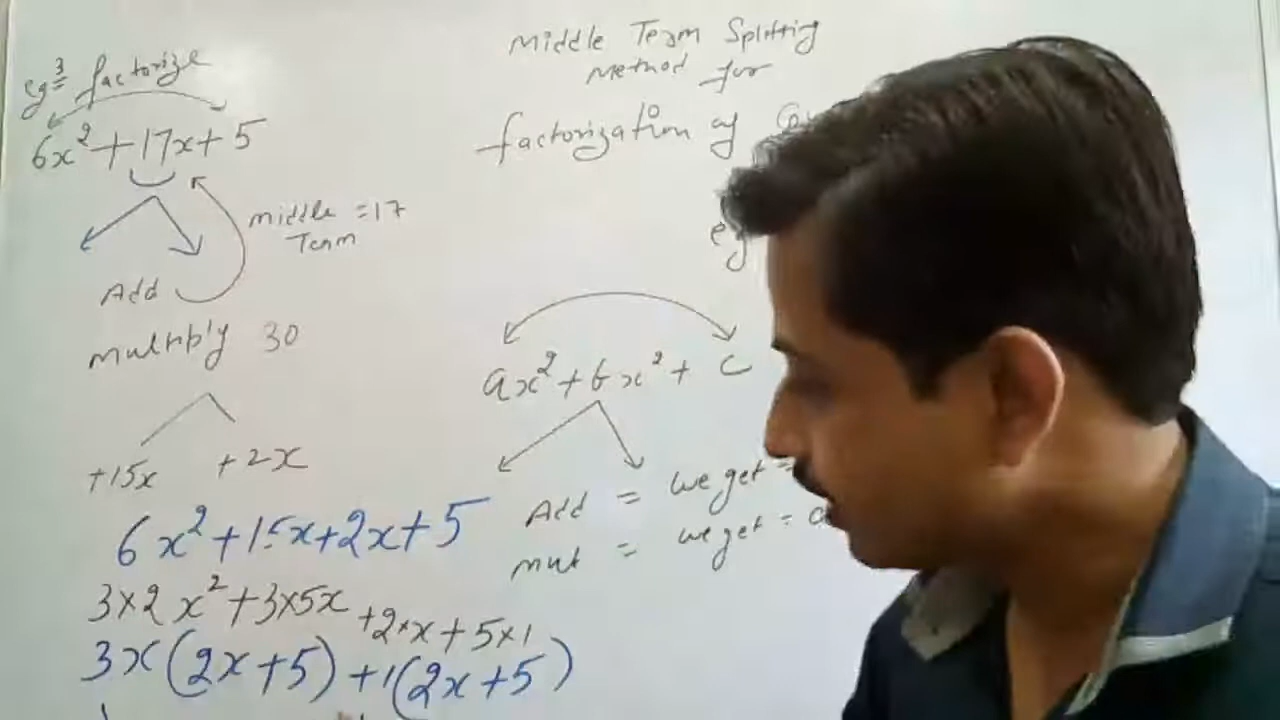 eg 3 factorize
6x² + 17x + 5
middle = 17
Term
Add
multiply 30
+15x +2x
6x² + 15x + 2x + 5
3×2x² + 3×5x + 2×x + 5×1
3x(2x+5) + 1(2x+5)
Middle Team Splitting
Method for
factorization of
eg
ax² + bx² + c
Add = we get =
mut = we get =